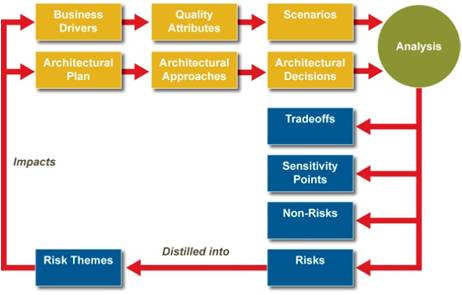 Business
Drivers
Quality
Attributes
Scenarios
Analysis
Architectural
Plan
Architectural
Approaches
Architectural
Decisions
Tradeoffs
Impacts
Sensitivity
Points
Non-Risks
Distilled into
Risk Themes
Risks